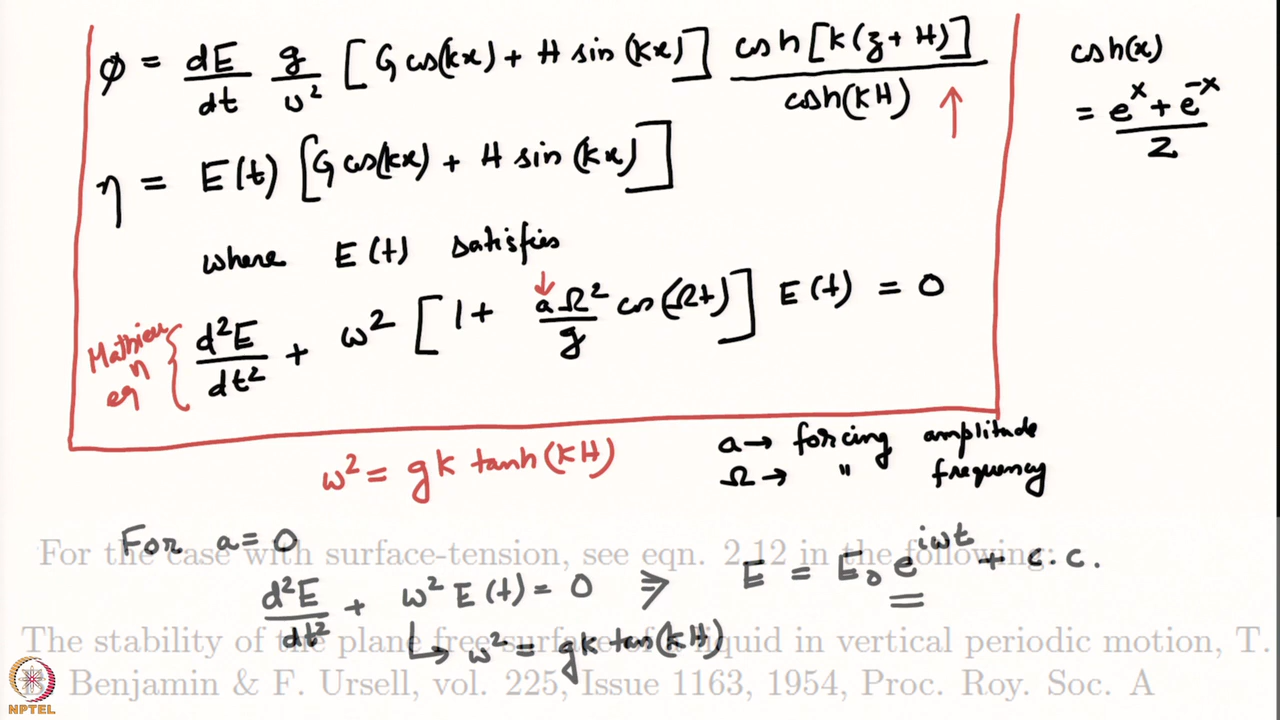 φ = dE/dt g/ω² [G cos(kx) + H sin(kx)] cosh[k(z+H)]/cosh(kH)
cosh(x)
= (e^x + e^-x)/2
η = E(t) [G cos(kx) + H sin(kx)]
where E(t) satisfies
Mathieu eqn { d²E/dt² + ω² [1 + aΩ²/g cos(Ωt)] E(t) = 0
ω² = gk tanh(kH)
a → forcing amplitude
Ω → " frequency
For a = 0
For the case with surface-tension, see eqn. 2.12 in the following:
d²E/dt² + ω² E(t) = 0 ⇒ E = E₀ e^iωt + c.c.
↳ ω² = gk tan(kH)
The stability of the plane free surface of a liquid in vertical periodic motion, T.
Benjamin & F. Ursell, vol. 225, Issue 1163, 1954, Proc. Roy. Soc. A
NPTEL